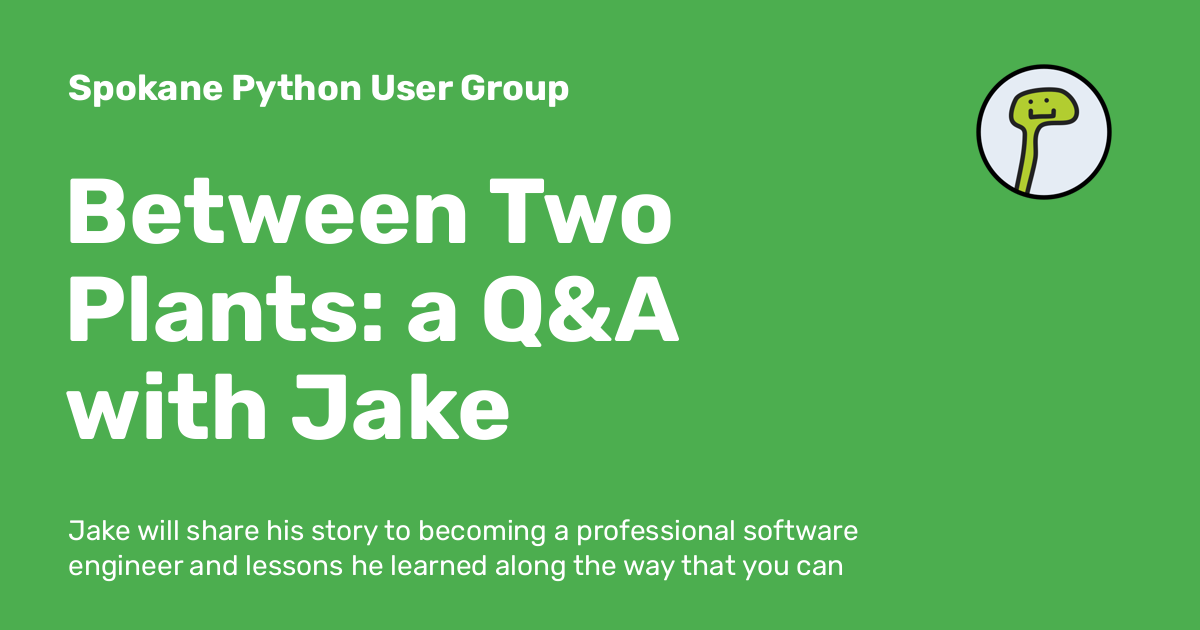 Spokane Python User Group
Between Two
Plants: a Q&A
with Jake
Jake will share his story to becoming a professional software
engineer and lessons he learned along the way that you can